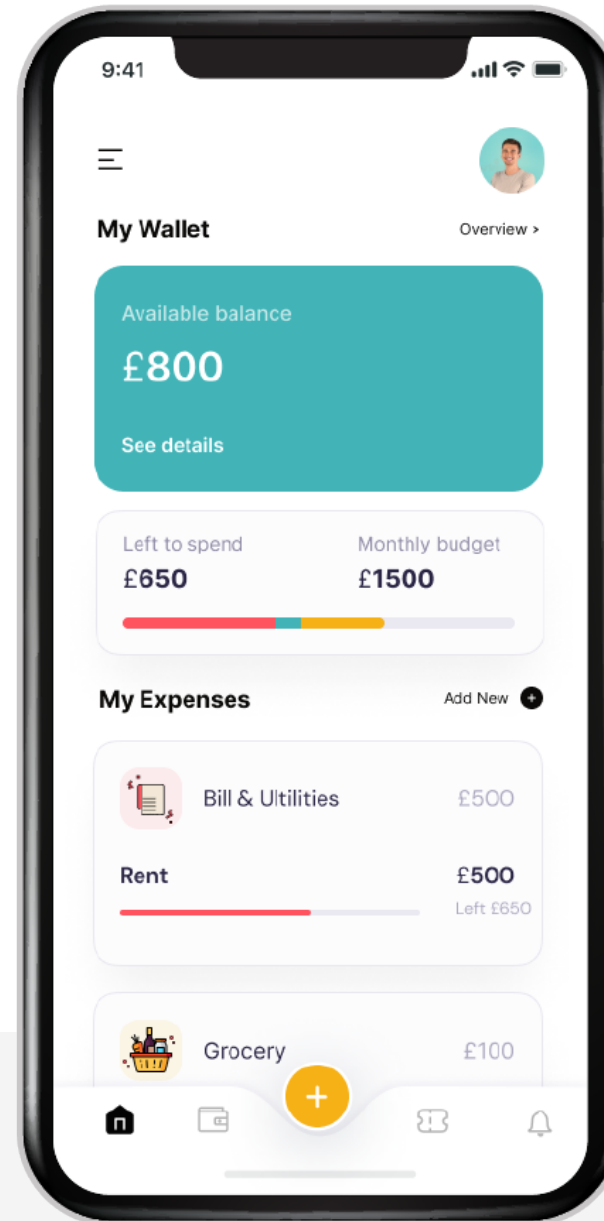 9:41
My Wallet
Overview >
Available balance
£800
See details
Left to spend
Monthly budget
£650
£1500
My Expenses
Add New
Bill & Ultilities
£500
Rent
£500
Left £650
Grocery
£100